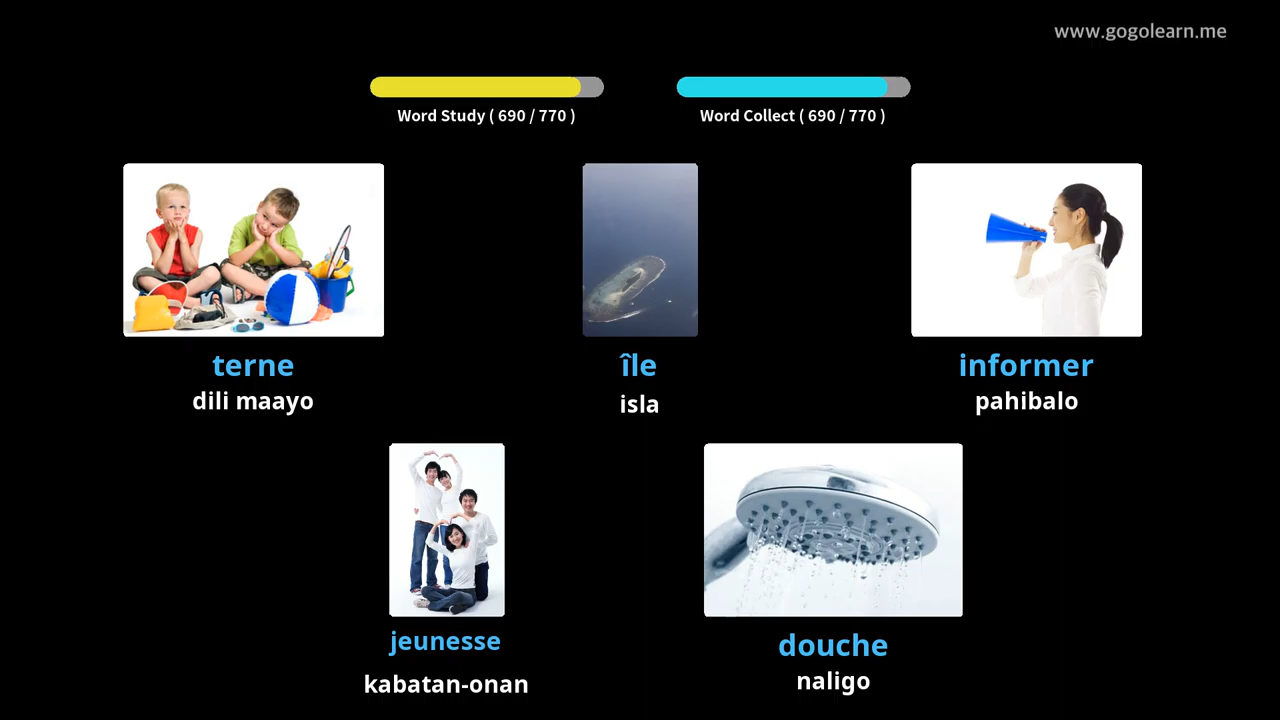 www.gogolearn.me
Word Study ( 690 / 770 )
Word Collect ( 690 / 770 )
terne
dili maayo
île
isla
informer
pahibalo
jeunesse
kabatan-onan
douche
naligo